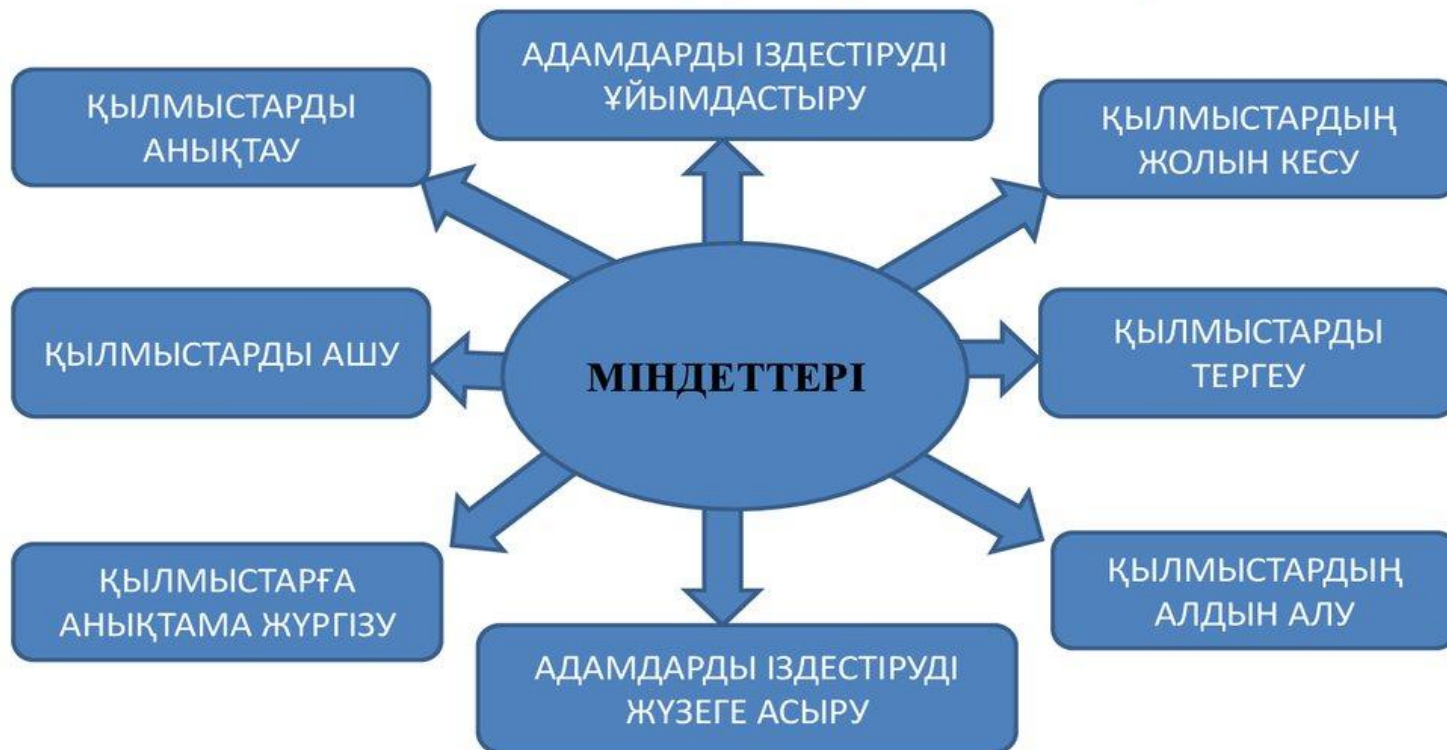 АДАМДАРДЫ ІЗДЕСТІРУДІ
ҰЙЫМДАСТЫРУ
ҚЫЛМЫСТАРДЫ
АНЫҚТАУ
ҚЫЛМЫСТАРДЫҢ
ЖОЛЫН КЕСУ
ҚЫЛМЫСТАРДЫ АШУ
МІНДЕТТЕРІ
ҚЫЛМЫСТАРДЫ
ТЕРГЕУ
ҚЫЛМЫСТАРҒА
АНЫҚТАМА ЖҮРГІЗУ
АДАМДАРДЫ ІЗДЕСТІРУДІ
ЖҮЗЕГЕ АСЫРУ
ҚЫЛМЫСТАРДЫҢ
АЛДЫН АЛУ